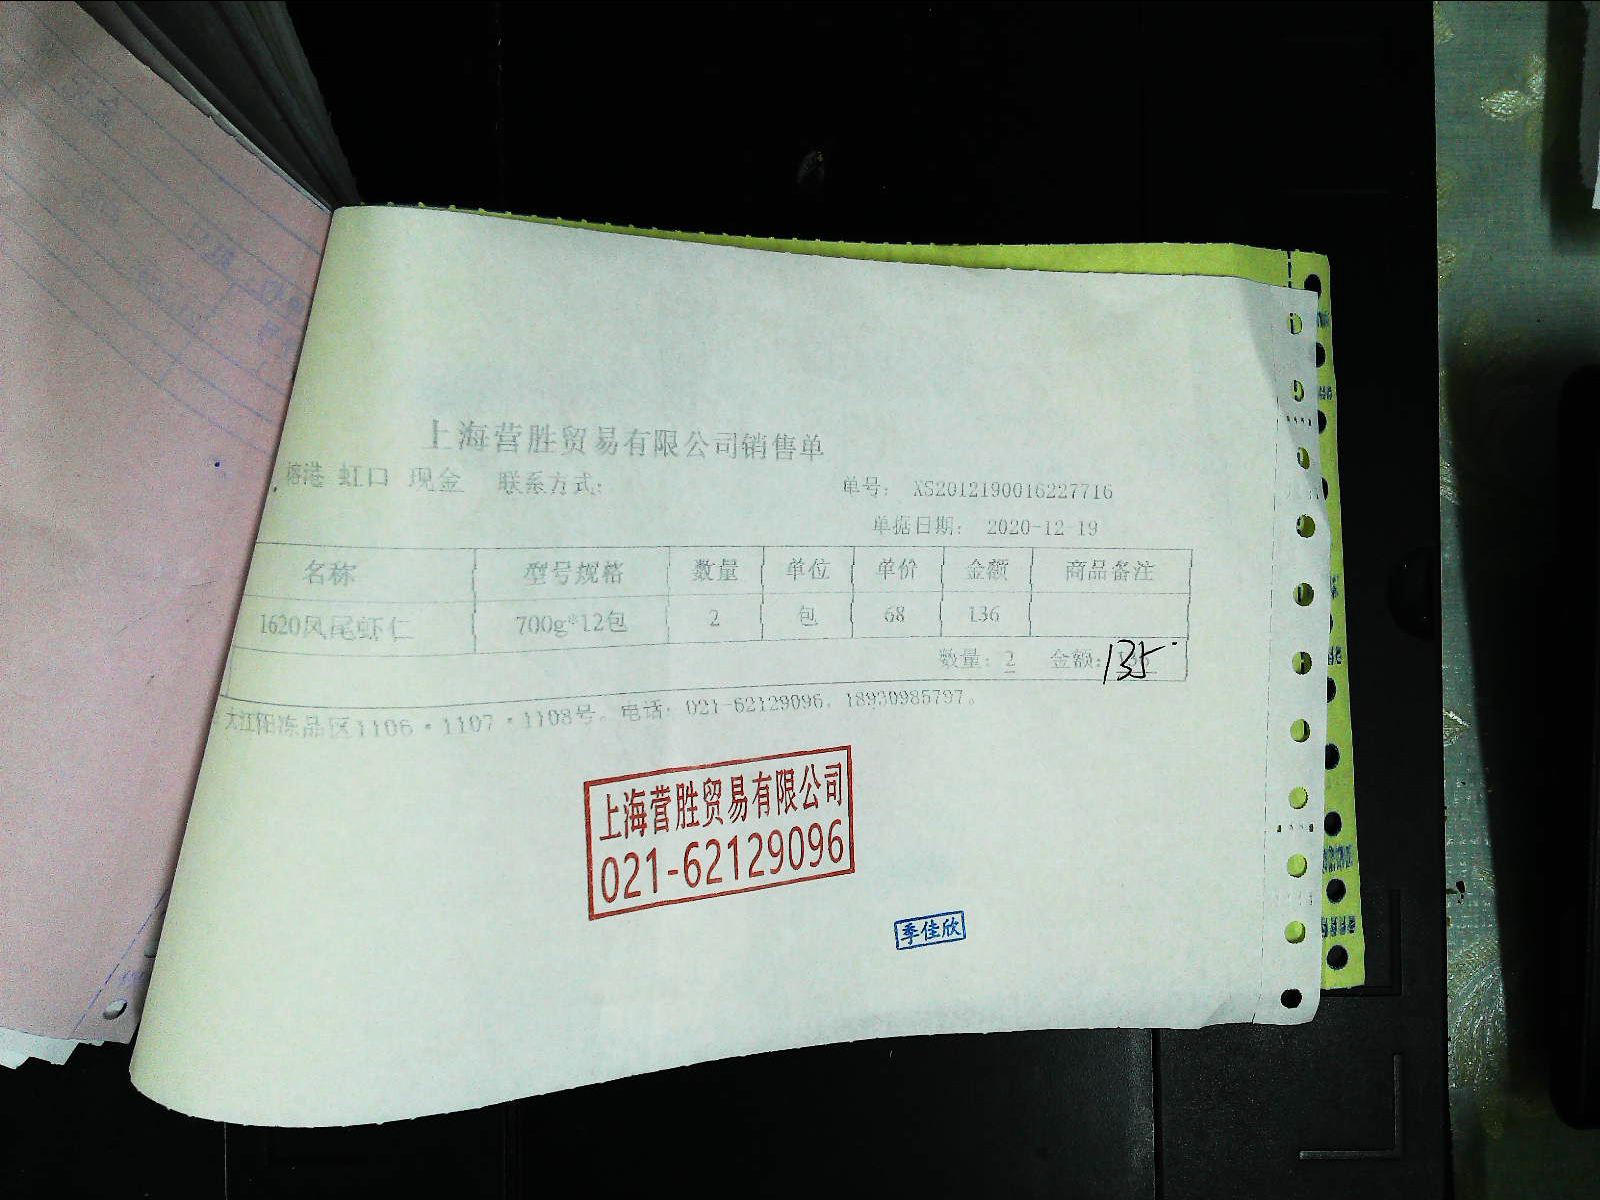 上海营胜贸易有限公司销售单
榕港 虹口 现金 联系方式: 单号: XS2012190016227716
单据日期: 2020-12-19
名称 型号规格 数量 单位 单价 金额 商品备注
1620凤尾虾仁 700g*12包 2 包 68 136
数量: 2 金额: 135
大江阳冻品区1106·1107·1108号。电话: 021-62129096, 18930985797。
上海营胜贸易有限公司
021-62129096
季佳欣